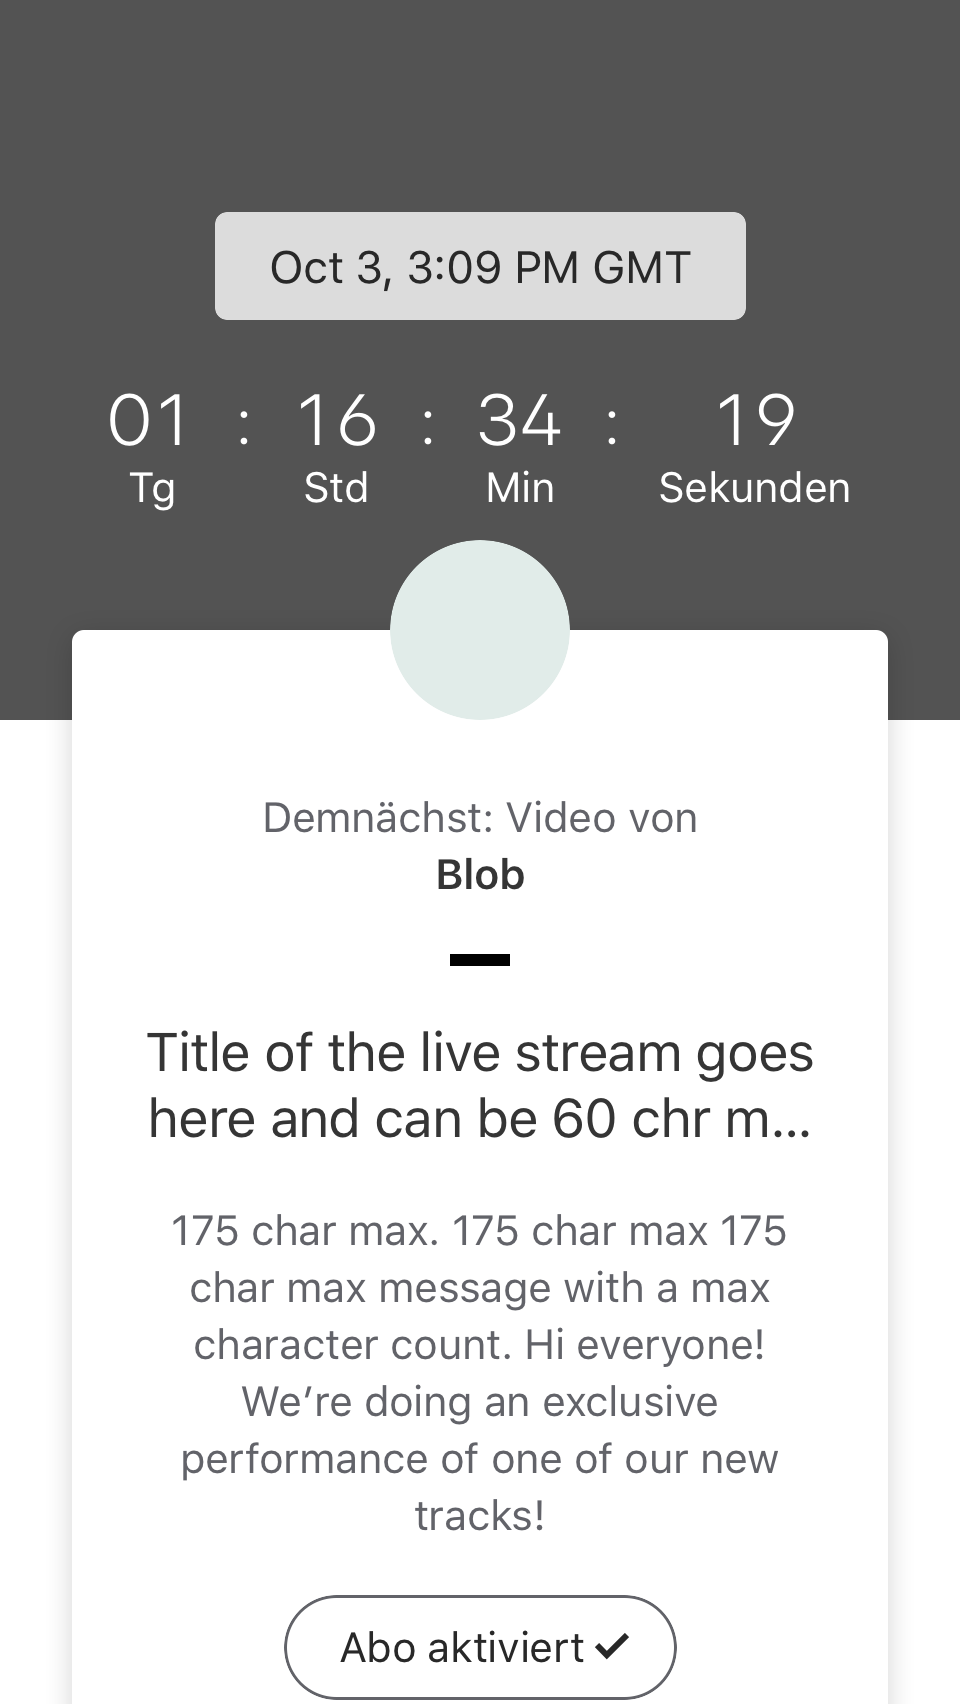 Oct 3, 3:09 PM GMT
01 : 16 : 34 : 19
Tg Std Min Sekunden
Demnächst: Video von
Blob
Title of the live stream goes
here and can be 60 chr m…
175 char max. 175 char max 175
char max message with a max
character count. Hi everyone!
We’re doing an exclusive
performance of one of our new
tracks!
Abo aktiviert ✓